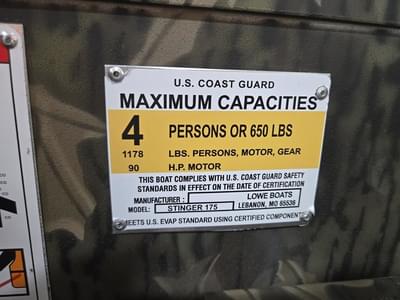 U.S. COAST GUARD
MAXIMUM CAPACITIES
4 PERSONS OR 650 LBS
1178 LBS. PERSONS, MOTOR, GEAR
90 H.P. MOTOR
THIS BOAT COMPLIES WITH U.S. COAST GUARD SAFETY
STANDARDS IN EFFECT ON THE DATE OF CERTIFICATION
MANUFACTURER : LOWE BOATS
MODEL: STINGER 175 LEBANON, MO 65536
MEETS U.S. EVAP STANDARD USING CERTIFIED COMPONENTS